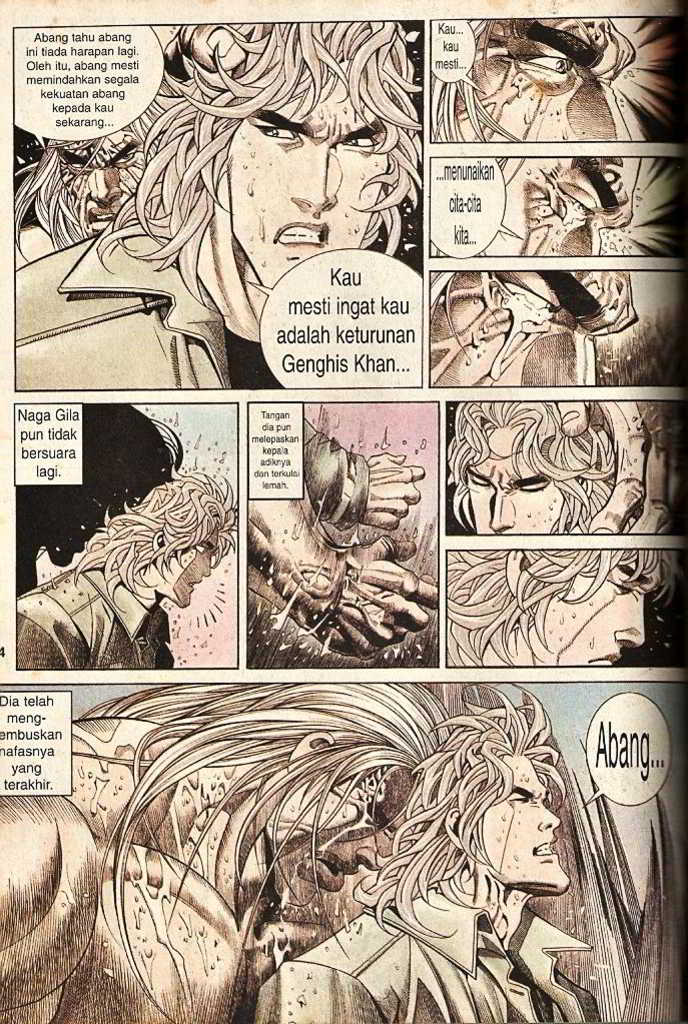 Abang tahu abang
ini tiada harapan lagi.
Oleh itu, abang mesti
memindahkan segala
kekuatan abang
kepada kau
sekarang...
Kau
mesti ingat kau
adalah keturunan
Genghis Khan...
Kau...
kau
mesti...
...menunaikan
cita-cita
kita...
Naga Gila
pun tidak
bersuara
lagi.
Tangan
dia pun
melepaskan
kepala
adiknya
dan terkulai
lemah.
4
Dia telah
meng-
embuskan
nafasnya
yang
terakhir.
Abang...